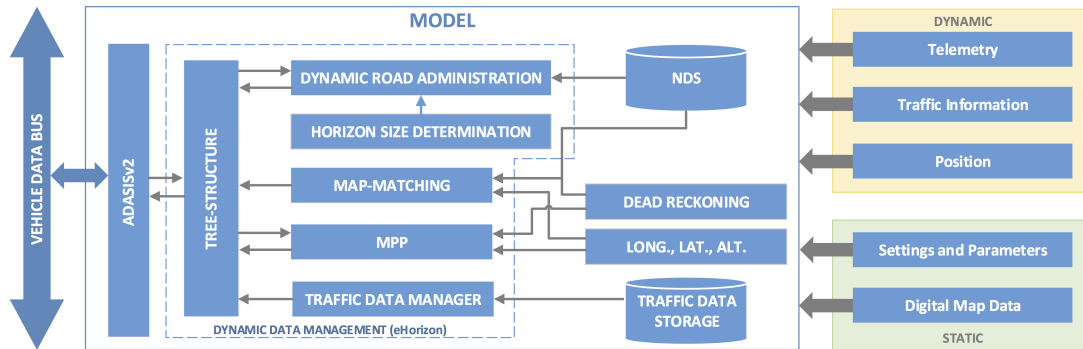 MODEL
VEHICLE DATA BUS
ADASISv2
TREE-STRUCTURE
DYNAMIC ROAD ADMINISTRATION
HORIZON SIZE DETERMINATION
MAP-MATCHING
MPP
TRAFFIC DATA MANAGER
DYNAMIC DATA MANAGEMENT (eHorizon)
NDS
DEAD RECKONING
LONG., LAT., ALT.
TRAFFIC DATA
STORAGE
DYNAMIC
Telemetry
Traffic Information
Position
Settings and Parameters
Digital Map Data
STATIC